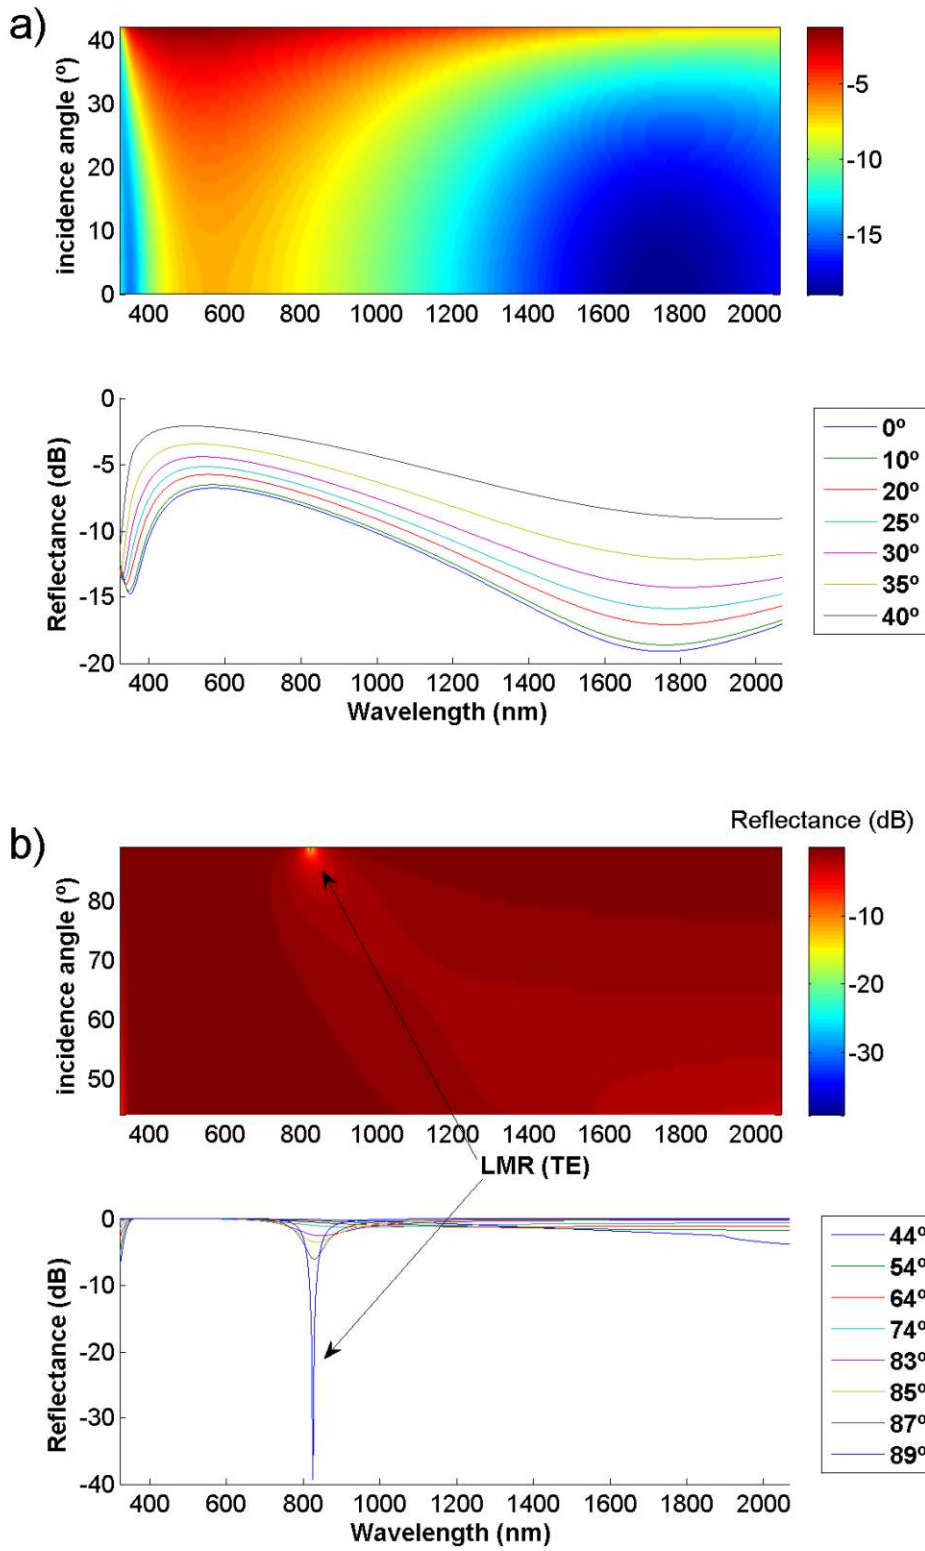 a)
incidence angle (º)
40
30
20
10
0
400 600 800 1000 1200 1400 1600 1800 2000
-5
-10
-15
Reflectance (dB)
0
-5
-10
-15
-20
400 600 800 1000 1200 1400 1600 1800 2000
Wavelength (nm)
0º
10º
20º
25º
30º
35º
40º
Reflectance (dB)
b)
incidence angle (º)
80
70
60
50
400 600 800 1000 1200 1400 1600 1800 2000
-10
-20
-30
LMR (TE)
Reflectance (dB)
0
-10
-20
-30
-40
400 600 800 1000 1200 1400 1600 1800 2000
Wavelength (nm)
44º
54º
64º
74º
83º
85º
87º
89º